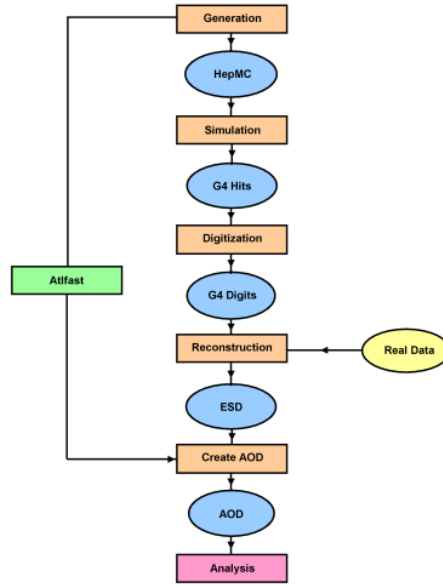 Generation
HepMC
Simulation
G4 Hits
Digitization
Atlfast
G4 Digits
Reconstruction
Real Data
ESD
Create AOD
AOD
Analysis